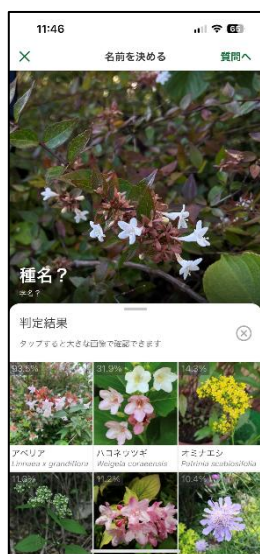 11:46
名前を決める
質問へ
種名？
学名？
判定結果
タップすると大きな画像で確認できます
93.5%
31.9%
14.3%
アベリア
ハコネウツギ
オミナエシ
Linnaea x grandiflora
Weigela coraeensis
Patrinia scabiosifolia
11.2%
10.4%